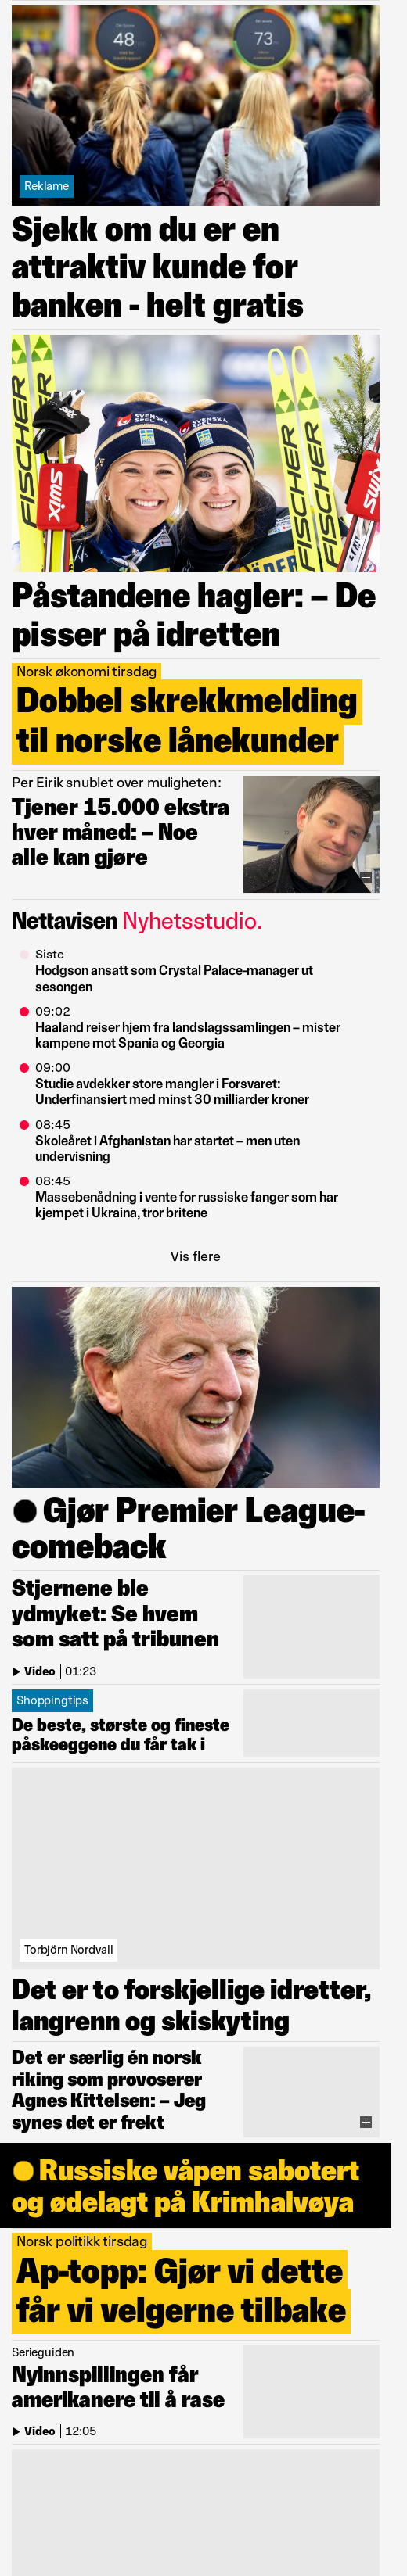 48
73
Reklame
Sjekk om du er en
attraktiv kunde for
banken - helt gratis
FISCHER
SWIX
SVENSKA SPEL
SVENSKA SPEL
FISCHER
FISCHER
SWIX
Påstandene hagler: – De
pisser på idretten
Norsk økonomi tirsdag
Dobbel skrekkmelding
til norske lånekunder
Per Eirik snublet over muligheten:
Tjener 15.000 ekstra
hver måned: – Noe
alle kan gjøre
Nettavisen Nyhetsstudio.
Siste
Hodgson ansatt som Crystal Palace-manager ut
sesongen
09:02
Haaland reiser hjem fra landslagssamlingen – mister
kampene mot Spania og Georgia
09:00
Studie avdekker store mangler i Forsvaret:
Underfinansiert med minst 30 milliarder kroner
08:45
Skoleåret i Afghanistan har startet – men uten
undervisning
08:45
Massebenådning i vente for russiske fanger som har
kjempet i Ukraina, tror britene
Vis flere
Gjør Premier League-
comeback
Stjernene ble
ydmyket: Se hvem
som satt på tribunen
Video | 01:23
Shoppingtips
De beste, største og fineste
påskeeggene du får tak i
Torbjörn Nordvall
Det er to forskjellige idretter,
langrenn og skiskyting
Det er særlig én norsk
riking som provoserer
Agnes Kittelsen: – Jeg
synes det er frekt
Russiske våpen sabotert
og ødelagt på Krimhalvøya
Norsk politikk tirsdag
Ap-topp: Gjør vi dette
får vi velgerne tilbake
Serieguiden
Nyinnspillingen får
amerikanere til å rase
Video | 12:05